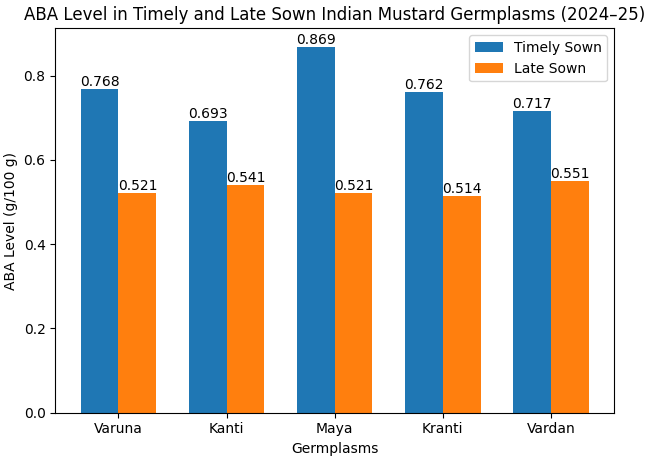 ABA Level in Timely and Late Sown Indian Mustard Germplasms (2024–25)
Timely Sown
Late Sown
ABA Level (g/100 g)
0.8
0.6
0.4
0.2
0.0
0.768
0.521
0.693
0.541
0.869
0.521
0.762
0.514
0.717
0.551
Varuna
Kanti
Maya
Kranti
Vardan
Germplasms